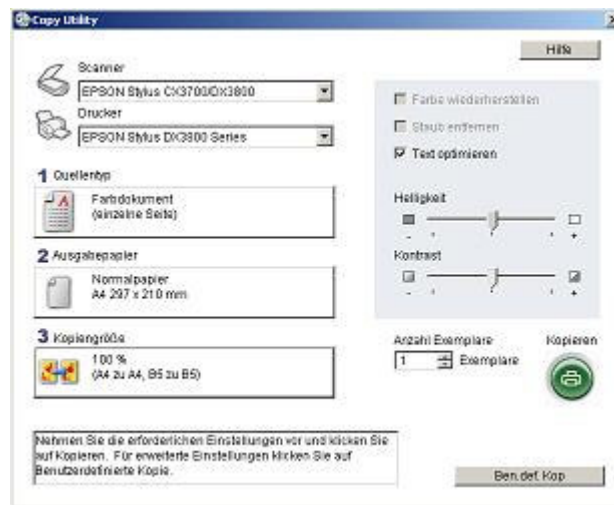 Copy Utility
Hilfe
Scanner
EPSON Stylus CX3700/DX3800
Drucker
EPSON Stylus DX3800 Series
1 Quellentyp
Farbdokument
(einzelne Seite)
2 Ausgabepapier
Normalpapier
A4 297 x 210 mm
3 Kopiengröße
100 %
(A4 zu A4, B5 zu B5)
Farbe wiederherstellen
Staub entfernen
Text optimieren
Helligkeit
- +
Kontrast
- +
Anzahl Exemplare
1 Exemplare
Kopieren
Nehmen Sie die erforderlichen Einstellungen vor und klicken Sie
auf Kopieren. Für erweiterte Einstellungen klicken Sie auf
Benutzerdefinierte Kopie.
Ben.def. Kop